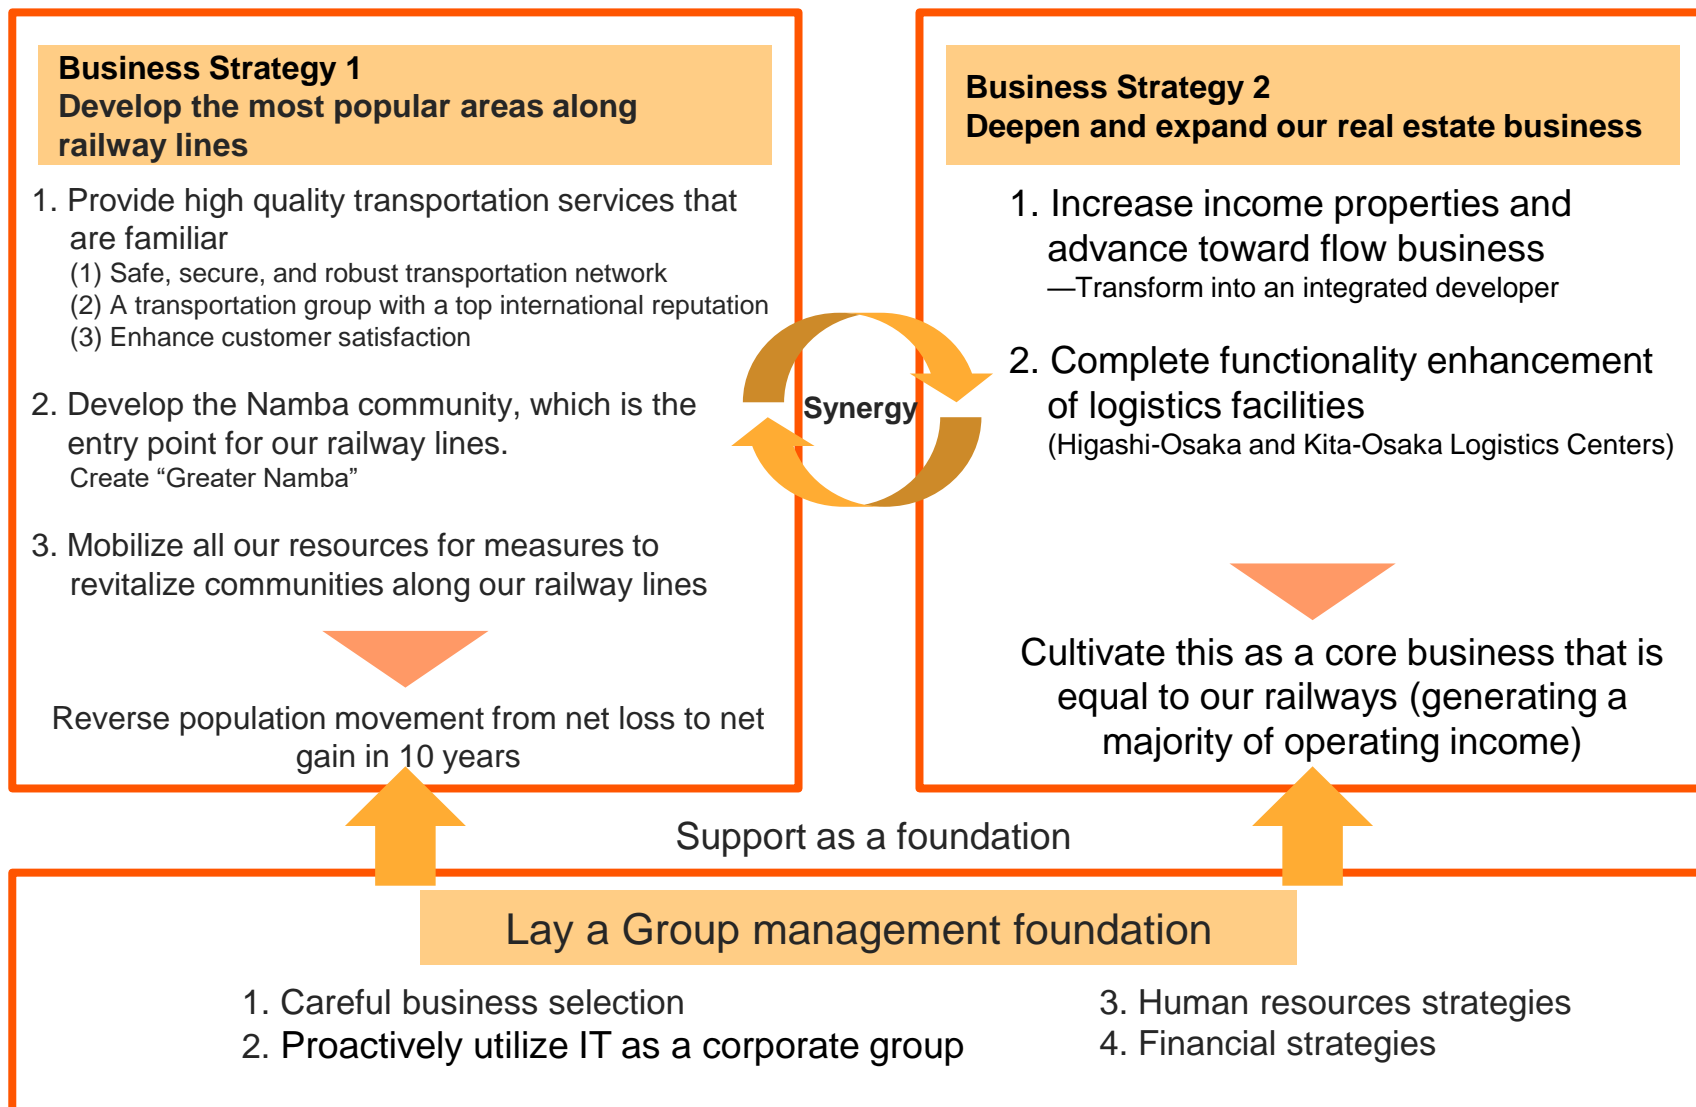 Business Strategy 1
Develop the most popular areas along
railway lines
1. Provide high quality transportation services that
are familiar
(1) Safe, secure, and robust transportation network
(2) A transportation group with a top international reputation
(3) Enhance customer satisfaction
2. Develop the Namba community, which is the
entry point for our railway lines.
Create “Greater Namba”
3. Mobilize all our resources for measures to
revitalize communities along our railway lines
Reverse population movement from net loss to net
gain in 10 years
Synergy
Business Strategy 2
Deepen and expand our real estate business
1. Increase income properties and
advance toward flow business
—Transform into an integrated developer
2. Complete functionality enhancement
of logistics facilities
(Higashi-Osaka and Kita-Osaka Logistics Centers)
Cultivate this as a core business that is
equal to our railways (generating a
majority of operating income)
Support as a foundation
Lay a Group management foundation
1. Careful business selection
2. Proactively utilize IT as a corporate group
3. Human resources strategies
4. Financial strategies